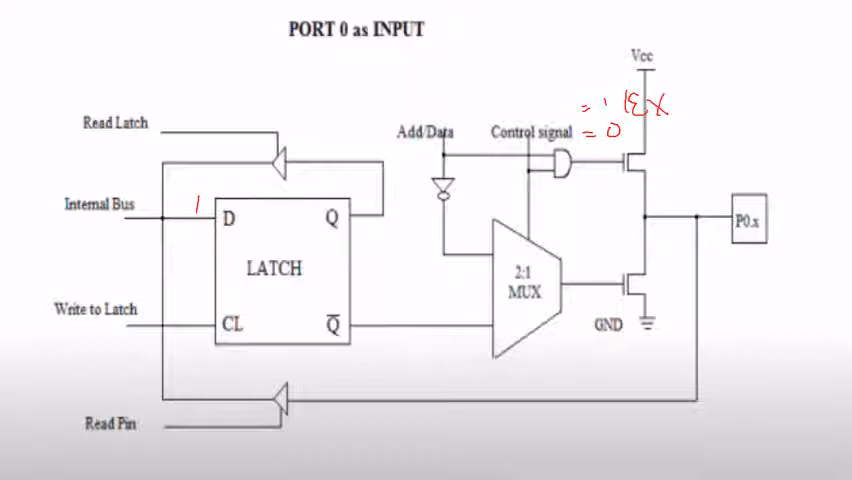 PORT 0 as INPUT
Vcc
Read Latch
Add/Data
Control signal
= 0
Internal Bus
1
D
Q
P0.x
LATCH
2:1
MUX
Write to Latch
CL
Q̅
GND
Read Pin